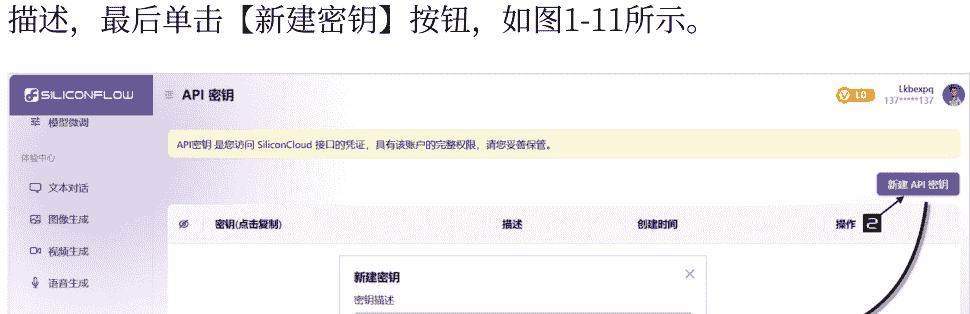 描述，最后单击【新建密钥】按钮，如图1-11所示。
SILICONFLOW
API 密钥
L0
Lkbexpq
137*****137
模型微调
API密钥 是您访问 SiliconCloud 接口的凭证，具有该账户的完整权限，请您妥善保管。
体验中心
新建 API 密钥
文本对话
图像生成
密钥(点击复制)
描述
创建时间
操作
2
视频生成
新建密钥
语音生成
密钥描述